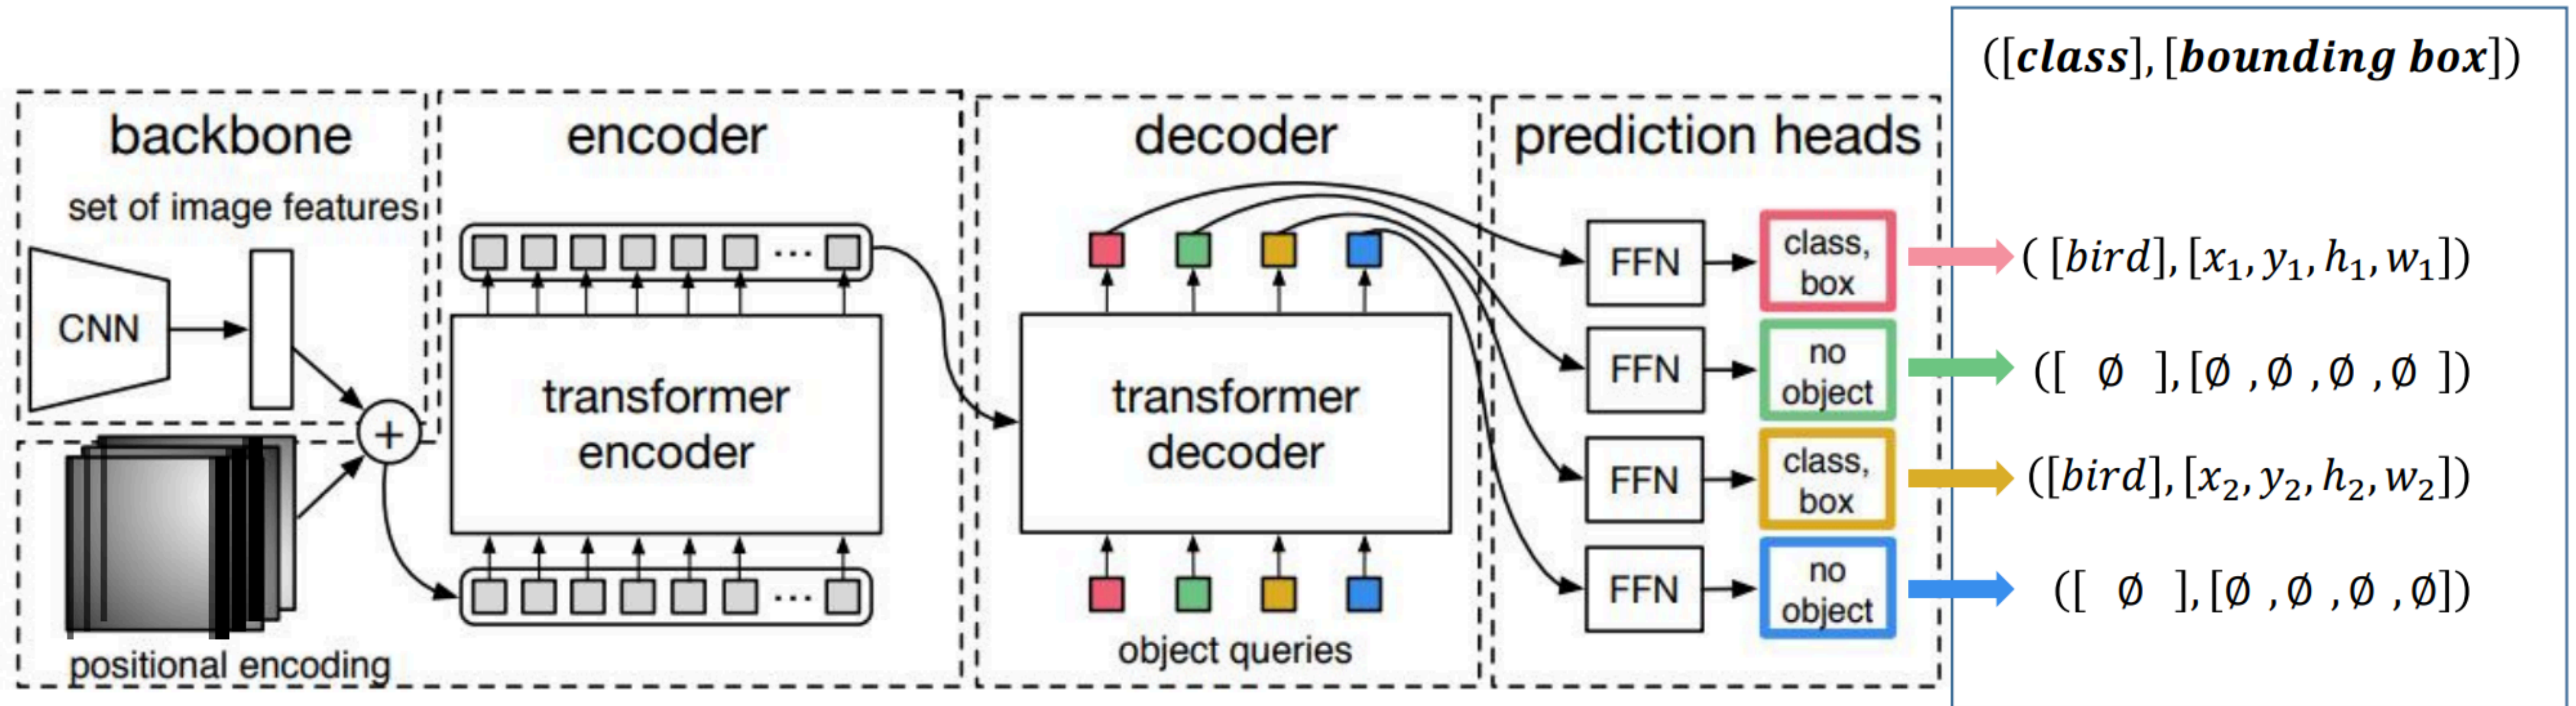 backbone
set of image features
CNN
+
positional encoding
encoder
...
transformer
encoder
...
decoder
transformer
decoder
object queries
prediction heads
FFN
class,
box
FFN
no
object
FFN
class,
box
FFN
no
object
([class], [bounding box])
( [bird], [x₁, y₁, h₁, w₁])
([ ∅ ], [∅ , ∅ , ∅ , ∅ ])
([bird], [x₂, y₂, h₂, w₂])
([ ∅ ], [∅ , ∅ , ∅ , ∅])